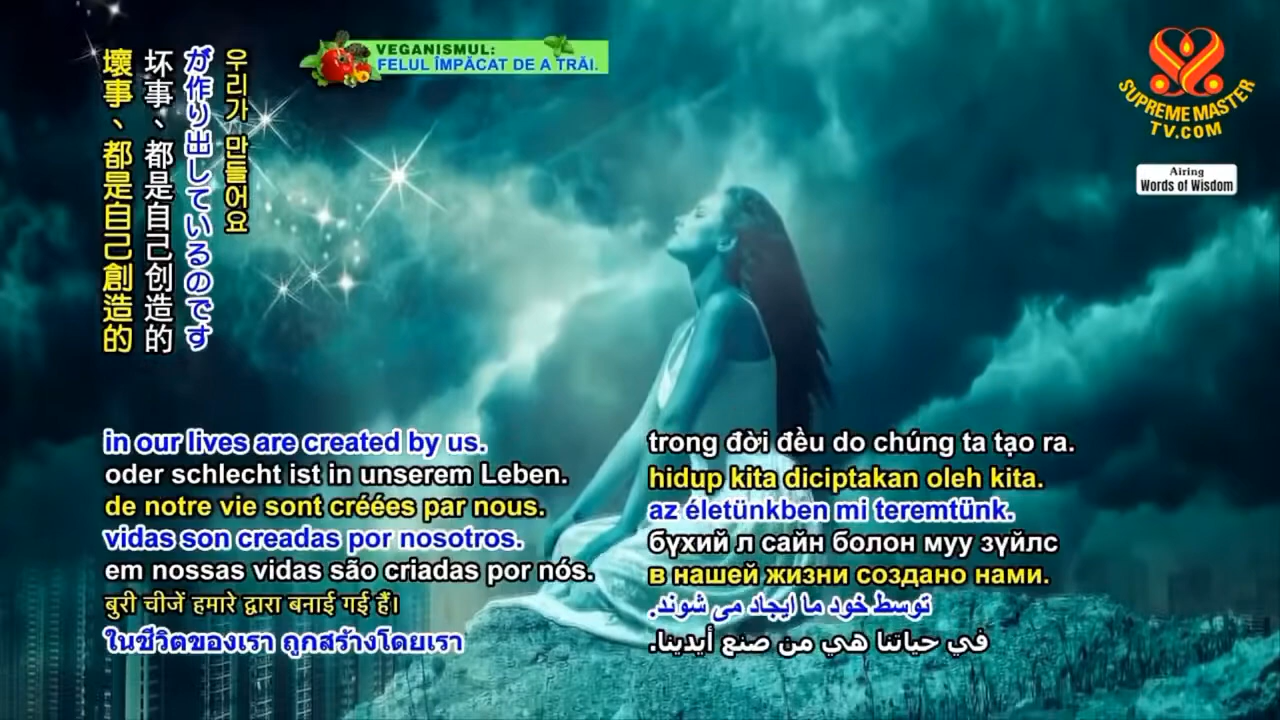 VEGANISMUL:
FELUL ÎMPĂCAT DE A TRĂI.
SUPREME MASTER
TV.COM
Airing
Words of Wisdom
우리가 만들어요
が作り出しているのです
坏事、都是自己创造的
壞事、都是自己創造的
in our lives are created by us.
oder schlecht ist in unserem Leben.
de notre vie sont créées par nous.
vidas son creadas por nosotros.
em nossas vidas são criadas por nós.
बुरी चीजें हमारे द्वारा बनाई गई हैं।
ในชีวิตของเรา ถูกสร้างโดยเรา
trong đời đều do chúng ta tạo ra.
hidup kita diciptakan oleh kita.
az életünkben mi teremtünk.
бүхий л сайн болон муу зүйлс
в нашей жизни создано нами.
توسط خود ما ایجاد می شوند.
في حياتنا هي من صنع أيدينا.